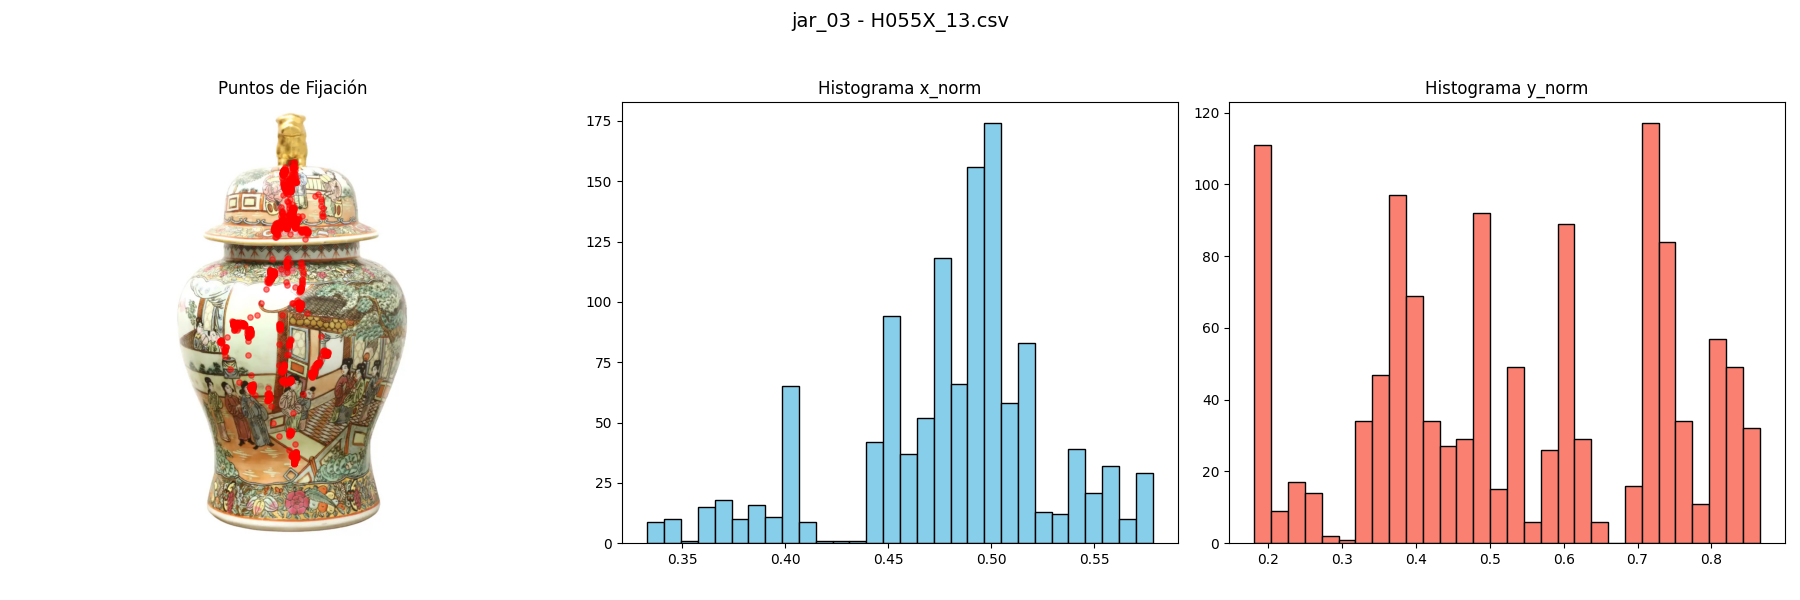 jar_03 - H055X_13.csv
Puntos de Fijación
Histograma x_norm
Histograma y_norm
175
150
125
100
75
50
25
0
0.35 0.40 0.45 0.50 0.55
120
100
80
60
40
20
0
0.2 0.3 0.4 0.5 0.6 0.7 0.8